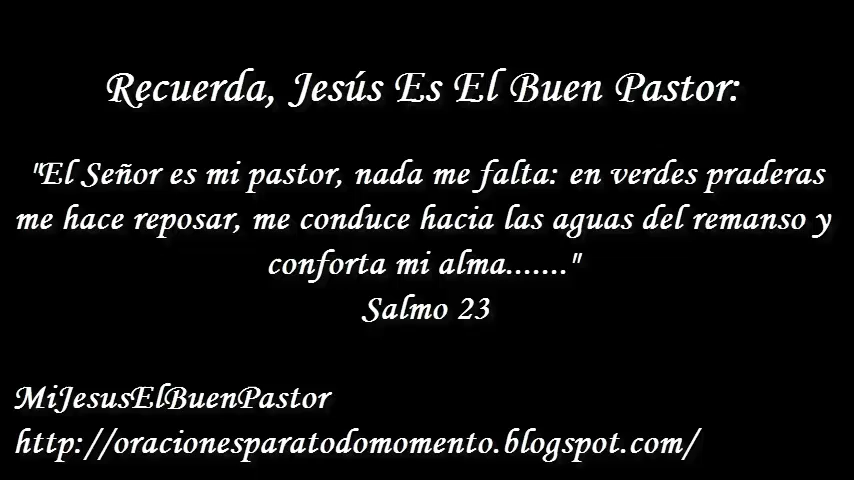 Recuerda, Jesús Es El Buen Pastor:
"El Señor es mi pastor, nada me falta: en verdes praderas
me hace reposar, me conduce hacia las aguas del remanso y
conforta mi alma......."
Salmo 23
MiJesusElBuenPastor
http://oracionesparatodomomento.blogspot.com/